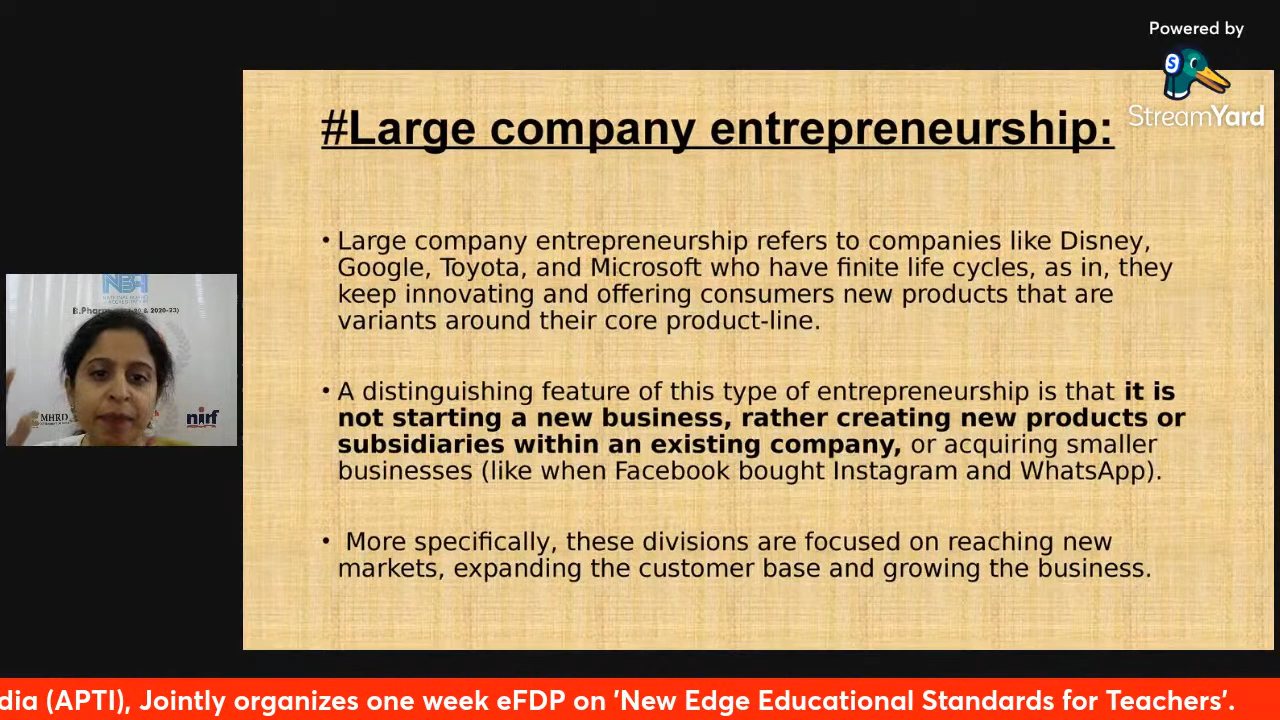 Powered by
StreamYard
#Large company entrepreneurship:
• Large company entrepreneurship refers to companies like Disney,
Google, Toyota, and Microsoft who have finite life cycles, as in, they
keep innovating and offering consumers new products that are
variants around their core product-line.
• A distinguishing feature of this type of entrepreneurship is that it is
not starting a new business, rather creating new products or
subsidiaries within an existing company, or acquiring smaller
businesses (like when Facebook bought Instagram and WhatsApp).
• More specifically, these divisions are focused on reaching new
markets, expanding the customer base and growing the business.
B.Pharm
& 2020-23)
MHRD
nirf
dia (APTI), Jointly organizes one week eFDP on 'New Edge Educational Standards for Teachers'.